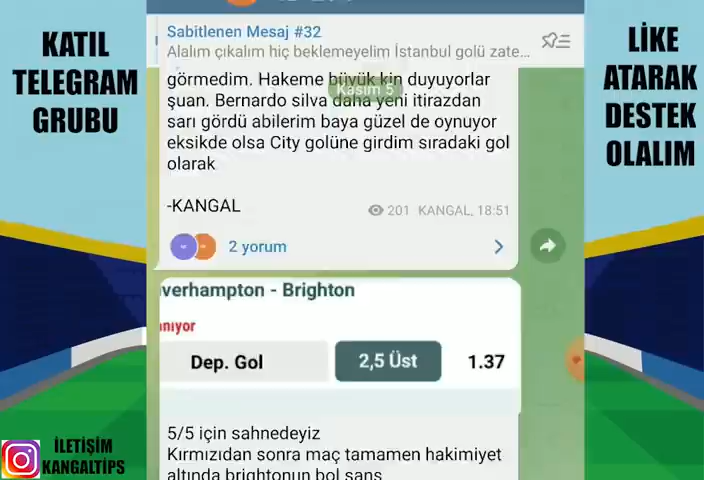 KATIL
TELEGRAM
GRUBU
LİKE
ATARAK
DESTEK
OLALIM
Sabitlenen Mesaj #32
Alalım çıkalım hiç beklemeyelim İstanbul golü zate...
görmedim. Hakeme büyük kin duyuyorlar
Kasım 5
şuan. Bernardo silva daha yeni itirazdan
sarı gördü abilerim baya güzel de oynuyor
eksikde olsa City golüne girdim sıradaki gol
olarak
-KANGAL
201 KANGAL, 18:51
2 yorum
verhampton - Brighton
nıyor
Dep. Gol
2,5 Üst
1.37
5/5 için sahnedeyiz
Kırmızıdan sonra maç tamamen hakimiyet
altında brightonun bol şans
İLETİŞİM
KANGALTİPS